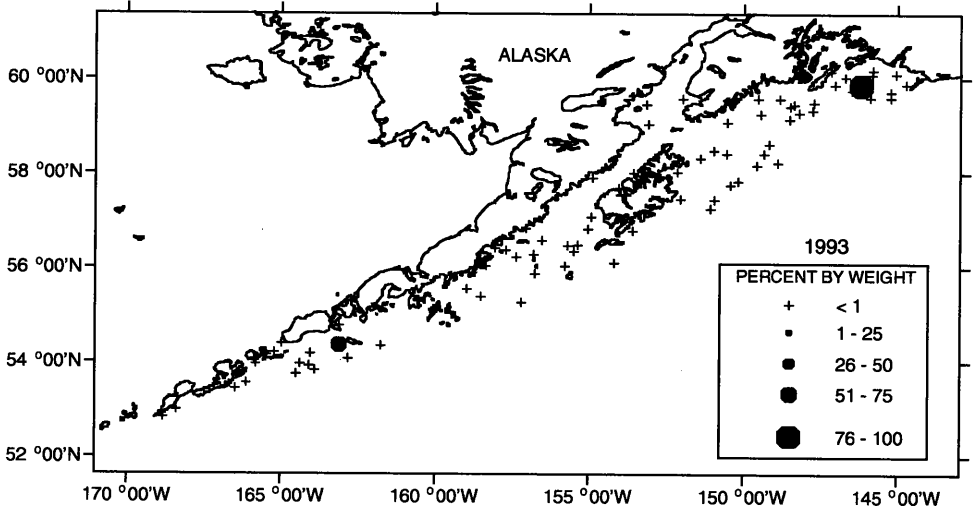 ALASKA
60 °00'N
58 °00'N
56 °00'N
54 °00'N
52 °00'N
1993
PERCENT BY WEIGHT
+ < 1
1 - 25
26 - 50
51 - 75
76 - 100
170 °00'W 165 °00'W 160 °00'W 155 °00'W 150 °00'W 145 °00'W